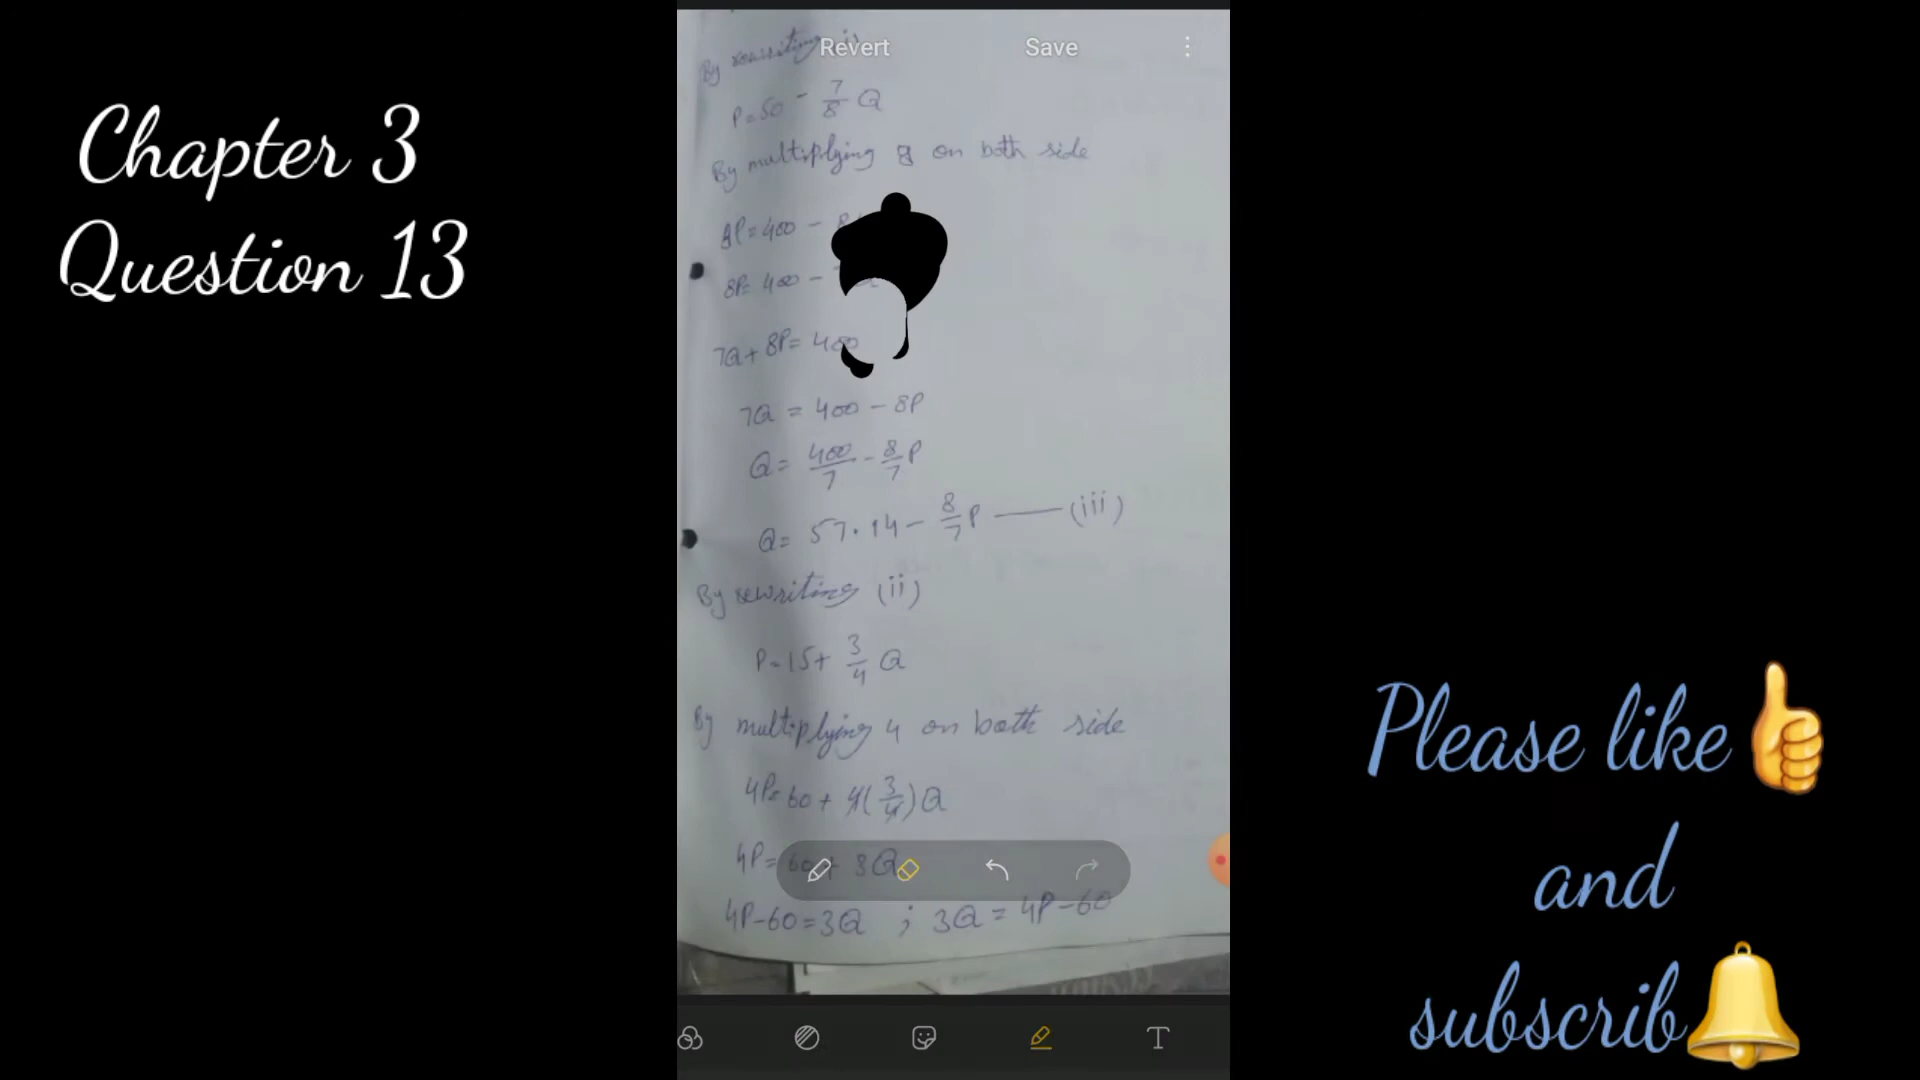 Chapter 3
Question 13
Revert Save
By rewriting i
P=50 - 7/8 Q
By multiplying 8 on both side
8P=400 -
8P= 400 -
7Q+8P= 400
7Q = 400 - 8P
Q= 400/7 - 8/7 P
Q= 57.14 - 8/7 P —— (iii)
By rewriting (ii)
P=15+ 3/4 Q
By multiplying 4 on both side
4P= 60 + 4(3/4)Q
4P= 60+ 3Q
4P-60=3Q ; 3Q = 4P-60
Please like
and
subscrib